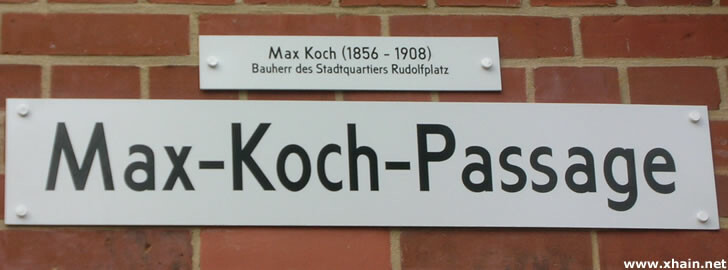 Max Koch (1856 - 1908)
Bauherr des Stadtquartiers Rudolfplatz
Max-Koch-Passage
www.xhain.net